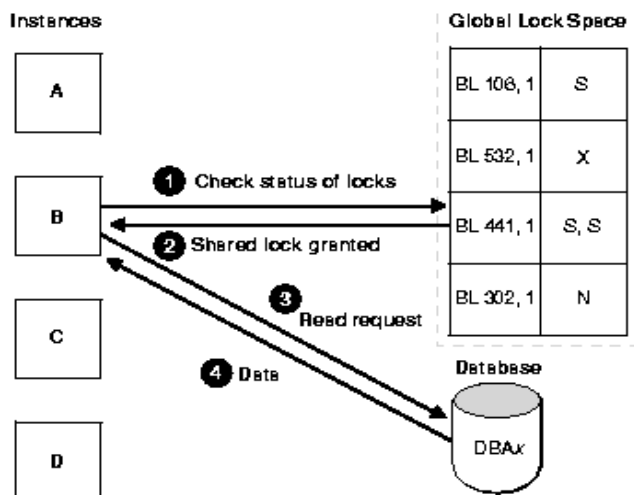 Instances
Global Lock Space
A
BL 106, 1 S
BL 532, 1 X
1 Check status of locks
B
BL 441, 1 S, S
2 Shared lock granted
BL 302, 1 N
3 Read request
C
4 Data
Database
DBAx
D